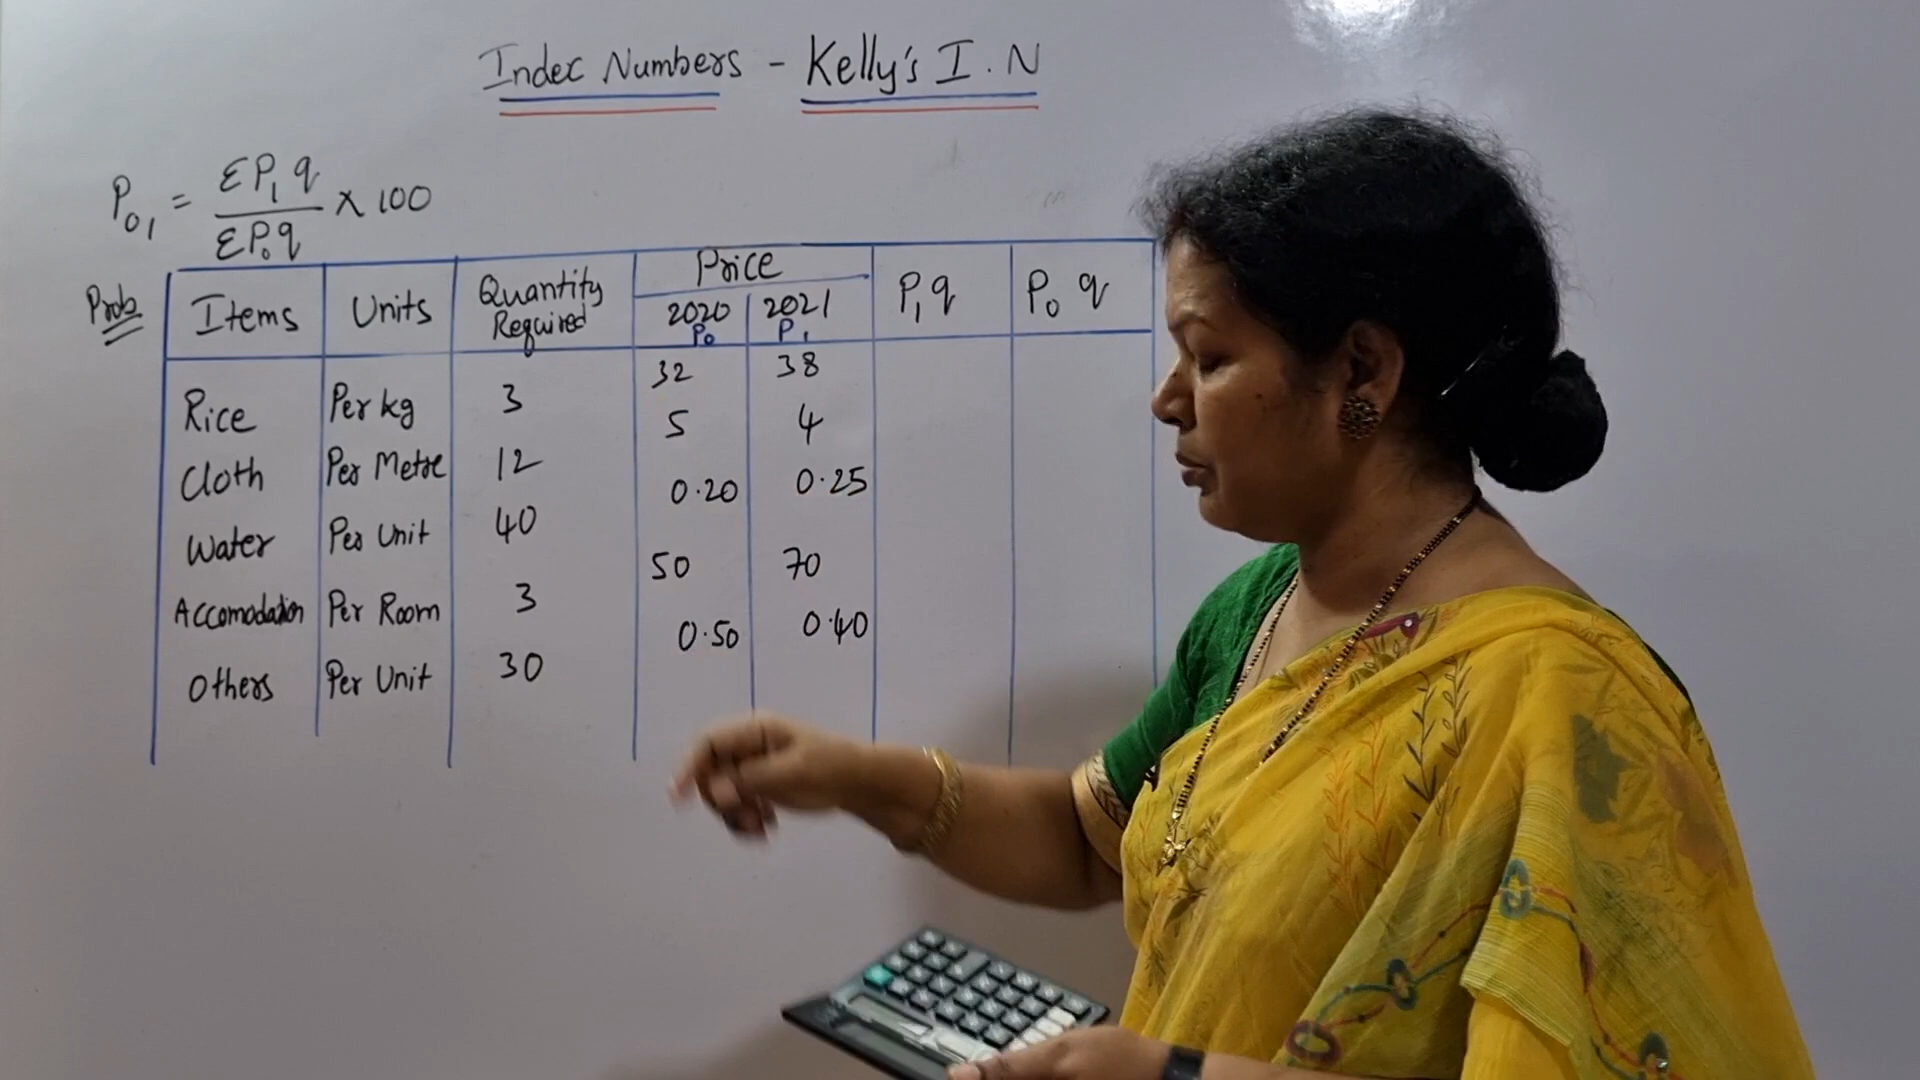 Index Numbers - Kelly's I.N
P01 = ΣP1q / ΣP0q × 100
Prob
Items Units Quantity Required Price P1q P0q
2020 P0 2021 P1
Rice Per kg 3 32 38
Cloth Per Metre 12 5 4
Water Per Unit 40 0.20 0.25
Accomodation Per Room 3 50 70
Others Per Unit 30 0.50 0.40